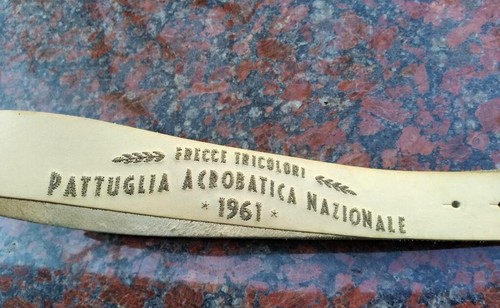 FRECCE TRICOLORI
PATTUGLIA ACROBATICA NAZIONALE
* 1961 *